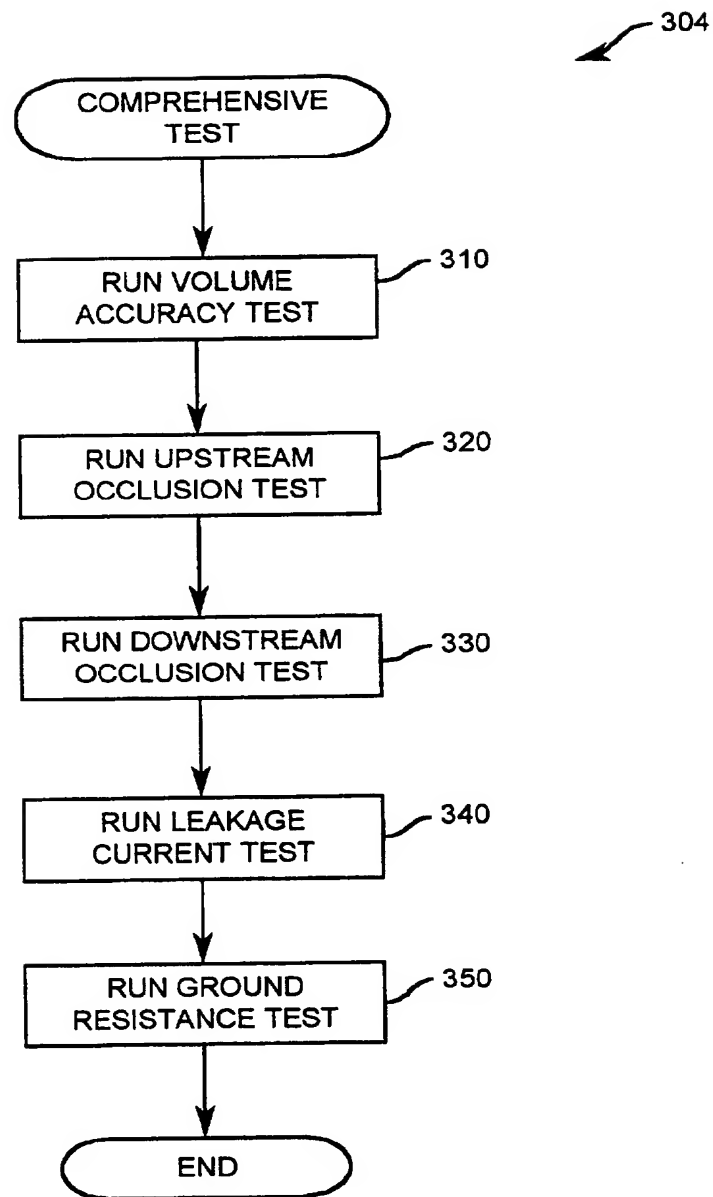 304
COMPREHENSIVE
TEST
310
RUN VOLUME
ACCURACY TEST
320
RUN UPSTREAM
OCCLUSION TEST
330
RUN DOWNSTREAM
OCCLUSION TEST
340
RUN LEAKAGE
CURRENT TEST
350
RUN GROUND
RESISTANCE TEST
END